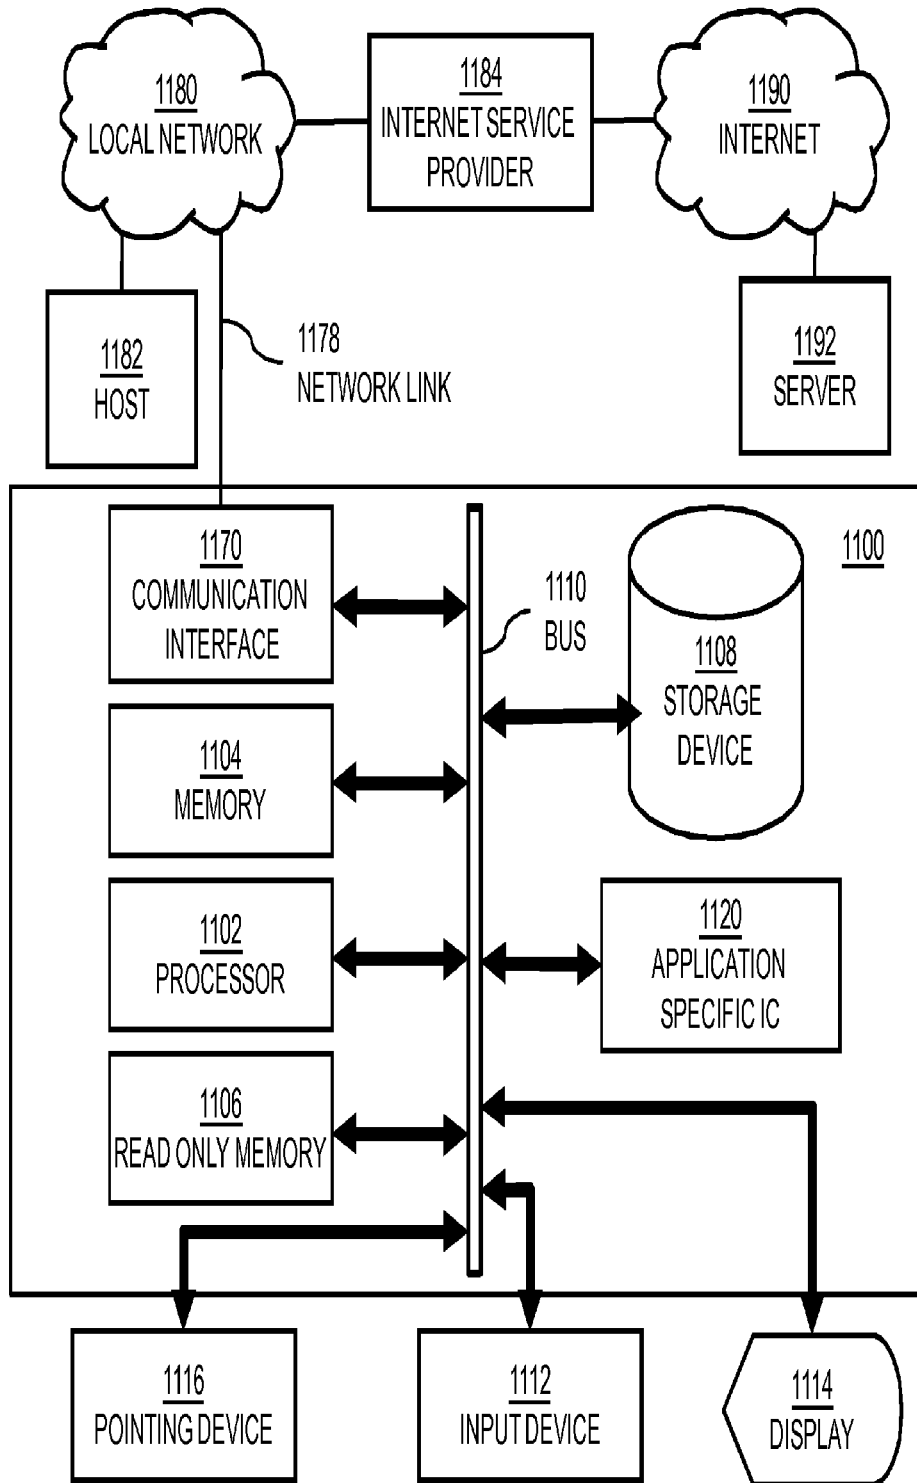 1180
LOCAL NETWORK
1184
INTERNET SERVICE
PROVIDER
1190
INTERNET
1182
HOST
1178
NETWORK LINK
1192
SERVER
1100
1170
COMMUNICATION
INTERFACE
1110
BUS
1108
STORAGE
DEVICE
1104
MEMORY
1102
PROCESSOR
1120
APPLICATION
SPECIFIC IC
1106
READ ONLY MEMORY
1116
POINTING DEVICE
1112
INPUT DEVICE
1114
DISPLAY